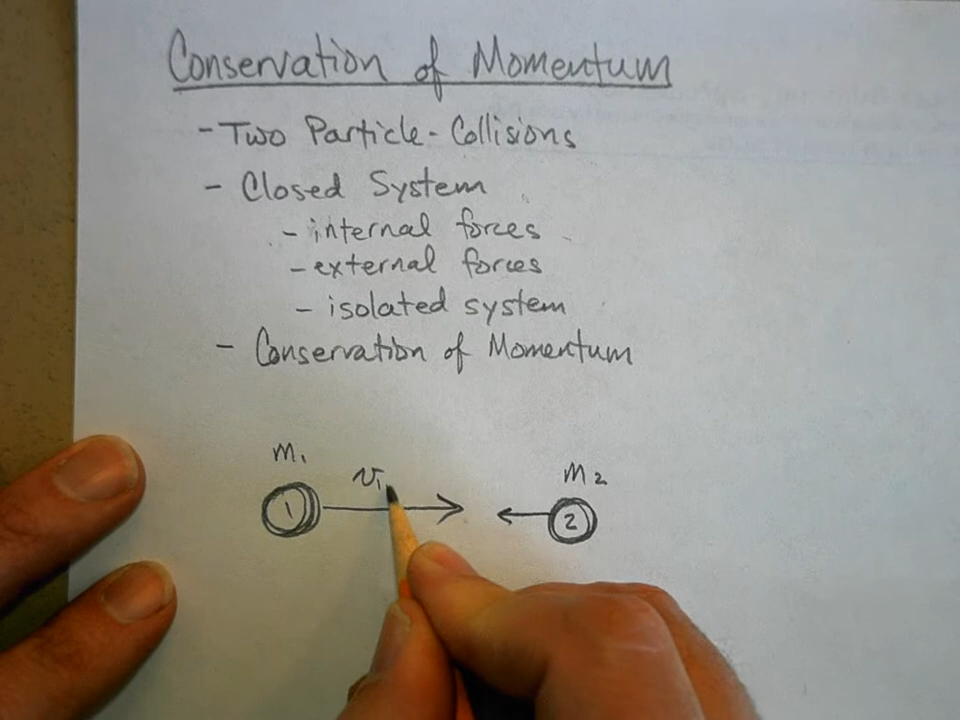 Conservation of Momentum
- Two Particle - Collisions
- Closed System
- internal forces
- external forces
- isolated system
- Conservation of Momentum
m1
v1
m2
1
2